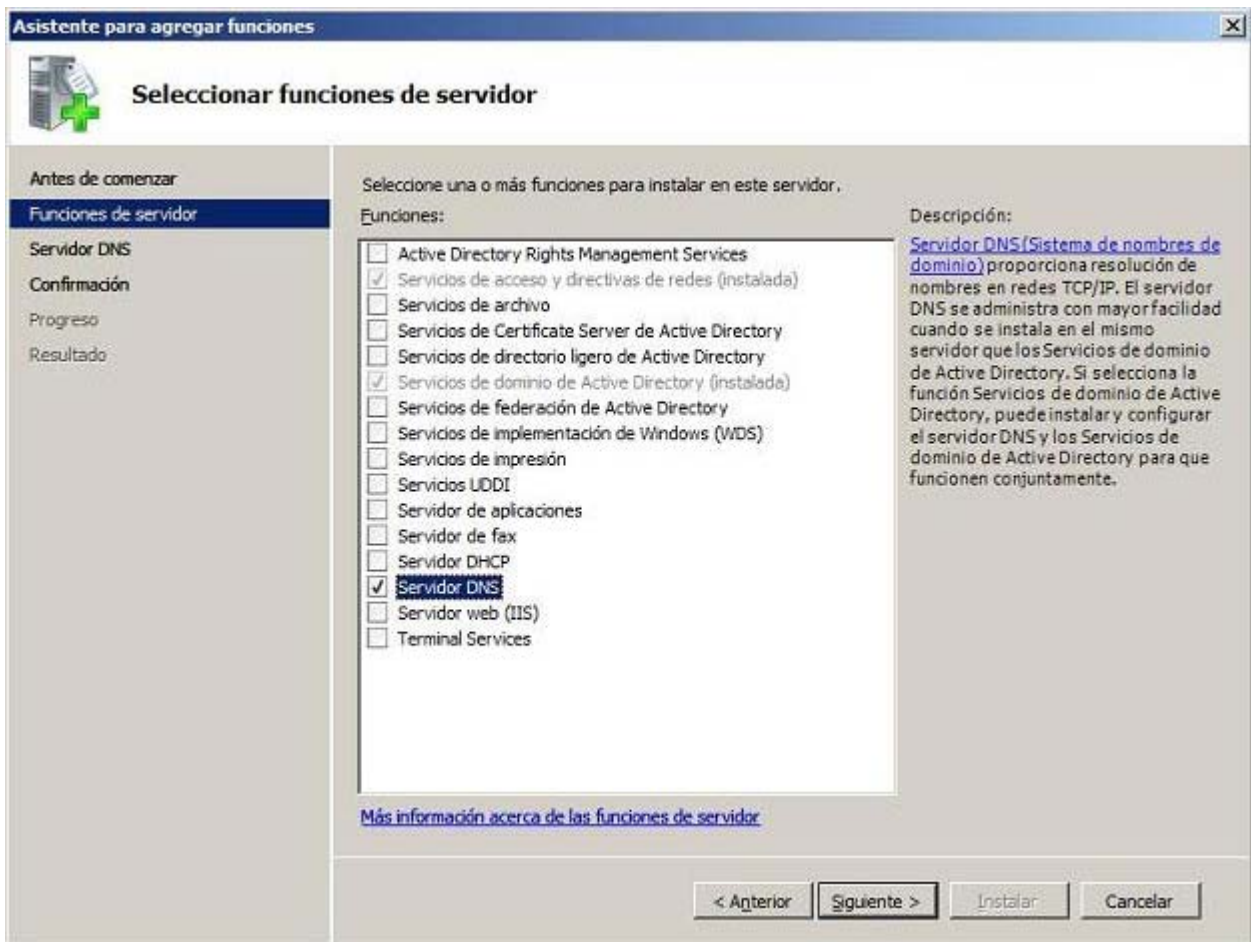 Asistente para agregar funciones
Seleccionar funciones de servidor
Antes de comenzar
Funciones de servidor
Servidor DNS
Confirmación
Progreso
Resultado
Seleccione una o más funciones para instalar en este servidor.
Funciones:
Active Directory Rights Management Services
Servicios de acceso y directivas de redes (instalada)
Servicios de archivo
Servicios de Certificate Server de Active Directory
Servicios de directorio ligero de Active Directory
Servicios de dominio de Active Directory (instalada)
Servicios de federación de Active Directory
Servicios de implementación de Windows (WDS)
Servicios de impresión
Servicios UDDI
Servidor de aplicaciones
Servidor de fax
Servidor DHCP
Servidor DNS
Servidor web (IIS)
Terminal Services
Más información acerca de las funciones de servidor
Descripción:
Servidor DNS (Sistema de nombres de
dominio) proporciona resolución de
nombres en redes TCP/IP. El servidor
DNS se administra con mayor facilidad
cuando se instala en el mismo
servidor que los Servicios de dominio
de Active Directory. Si selecciona la
función Servicios de dominio de Active
Directory, puede instalar y configurar
el servidor DNS y los Servicios de
dominio de Active Directory para que
funcionen conjuntamente.
< Anterior
Siguiente >
Instalar
Cancelar